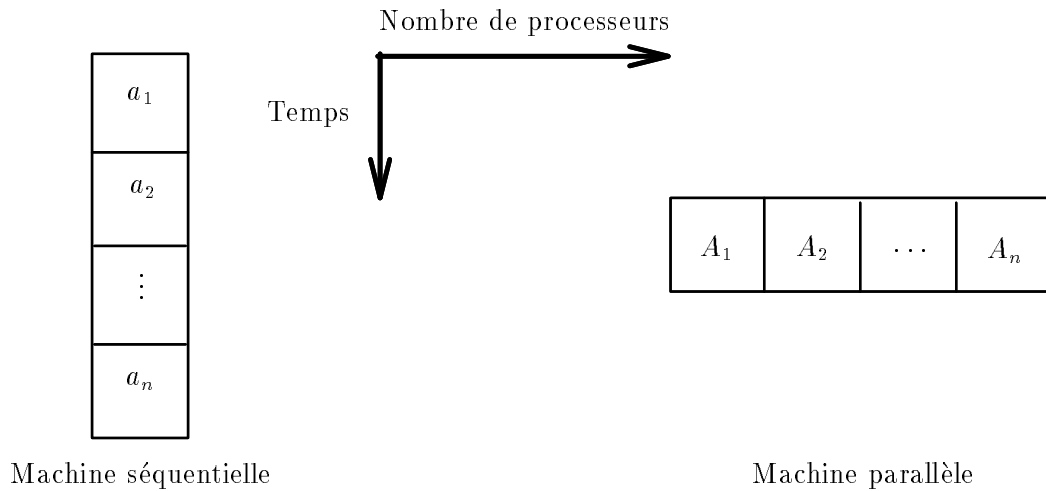 Nombre de processeurs
Temps
a₁
a₂
⋮
aₙ
A₁ A₂ ··· Aₙ
Machine séquentielle
Machine parallèle